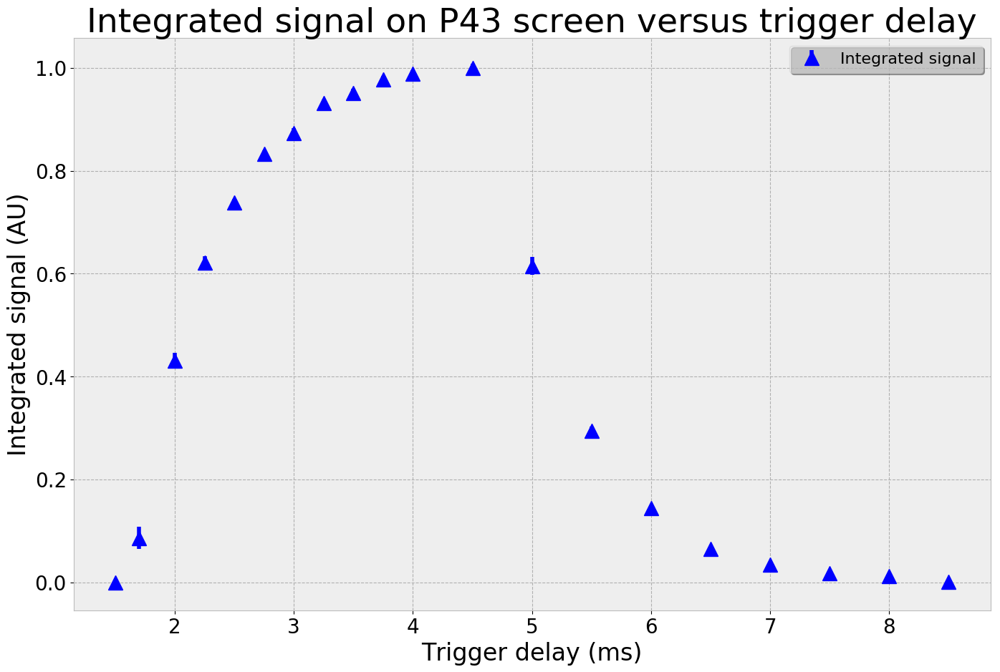 Integrated signal on P43 screen versus trigger delay
Integrated signal
Integrated signal (AU)
1.0
0.8
0.6
0.4
0.2
0.0
2 3 4 5 6 7 8
Trigger delay (ms)